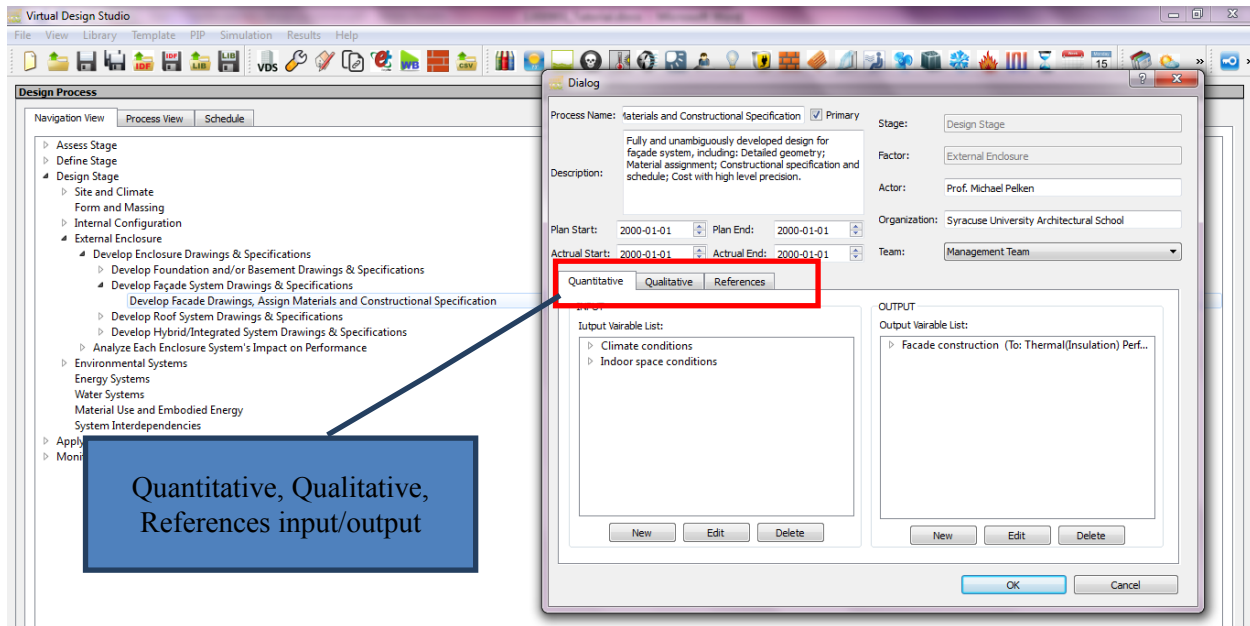 Virtual Design Studio
File View Library Template PIP Simulation Results Help
IDF LIB IDF LIB VDS WB CSV 15
Design Process
Navigation View Process View Schedule
Assess Stage
Define Stage
Design Stage
Site and Climate
Form and Massing
Internal Configuration
External Enclosure
Develop Enclosure Drawings & Specifications
Develop Foundation and/or Basement Drawings & Specifications
Develop Façade System Drawings & Specifications
Develop Facade Drawings, Assign Materials and Constructional Specification
Develop Roof System Drawings & Specifications
Develop Hybrid/Integrated System Drawings & Specifications
Analyze Each Enclosure System's Impact on Performance
Environmental Systems
Energy Systems
Water Systems
Material Use and Embodied Energy
System Interdependencies
Apply
Moni
Quantitative, Qualitative,
References input/output
Dialog
Process Name: Materials and Constructional Specification Primary
Description:
Fully and unambiguously developed design for
façade system, including: Detailed geometry;
Material assignment; Constructional specification and
schedule; Cost with high level precision.
Plan Start: 2000-01-01 Plan End: 2000-01-01
Actrual Start: 2000-01-01 Actrual End: 2000-01-01
Stage: Design Stage
Factor: External Enclosure
Actor: Prof. Michael Pelken
Organization: Syracuse University Architectural School
Team: Management Team
Quantitative Qualitative References
INPUT
Iutput Vairable List:
Climate conditions
Indoor space conditions
New Edit Delete
OUTPUT
Output Vairable List:
Facade construction (To: Thermal(Insulation) Perf...
New Edit Delete
OK Cancel